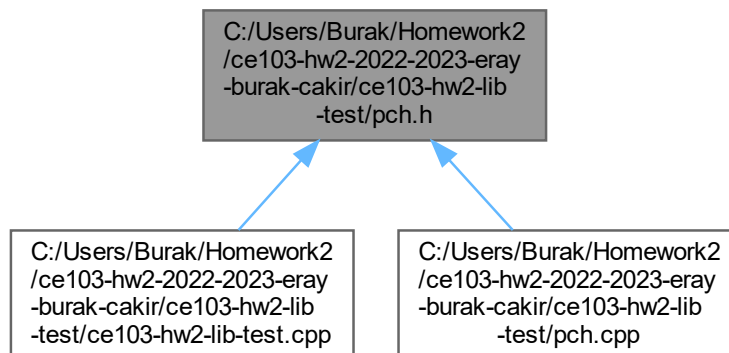 C:/Users/Burak/Homework2
/ce103-hw2-2022-2023-eray
-burak-cakir/ce103-hw2-lib
-test/pch.h
C:/Users/Burak/Homework2
/ce103-hw2-2022-2023-eray
-burak-cakir/ce103-hw2-lib
-test/ce103-hw2-lib-test.cpp
C:/Users/Burak/Homework2
/ce103-hw2-2022-2023-eray
-burak-cakir/ce103-hw2-lib
-test/pch.cpp